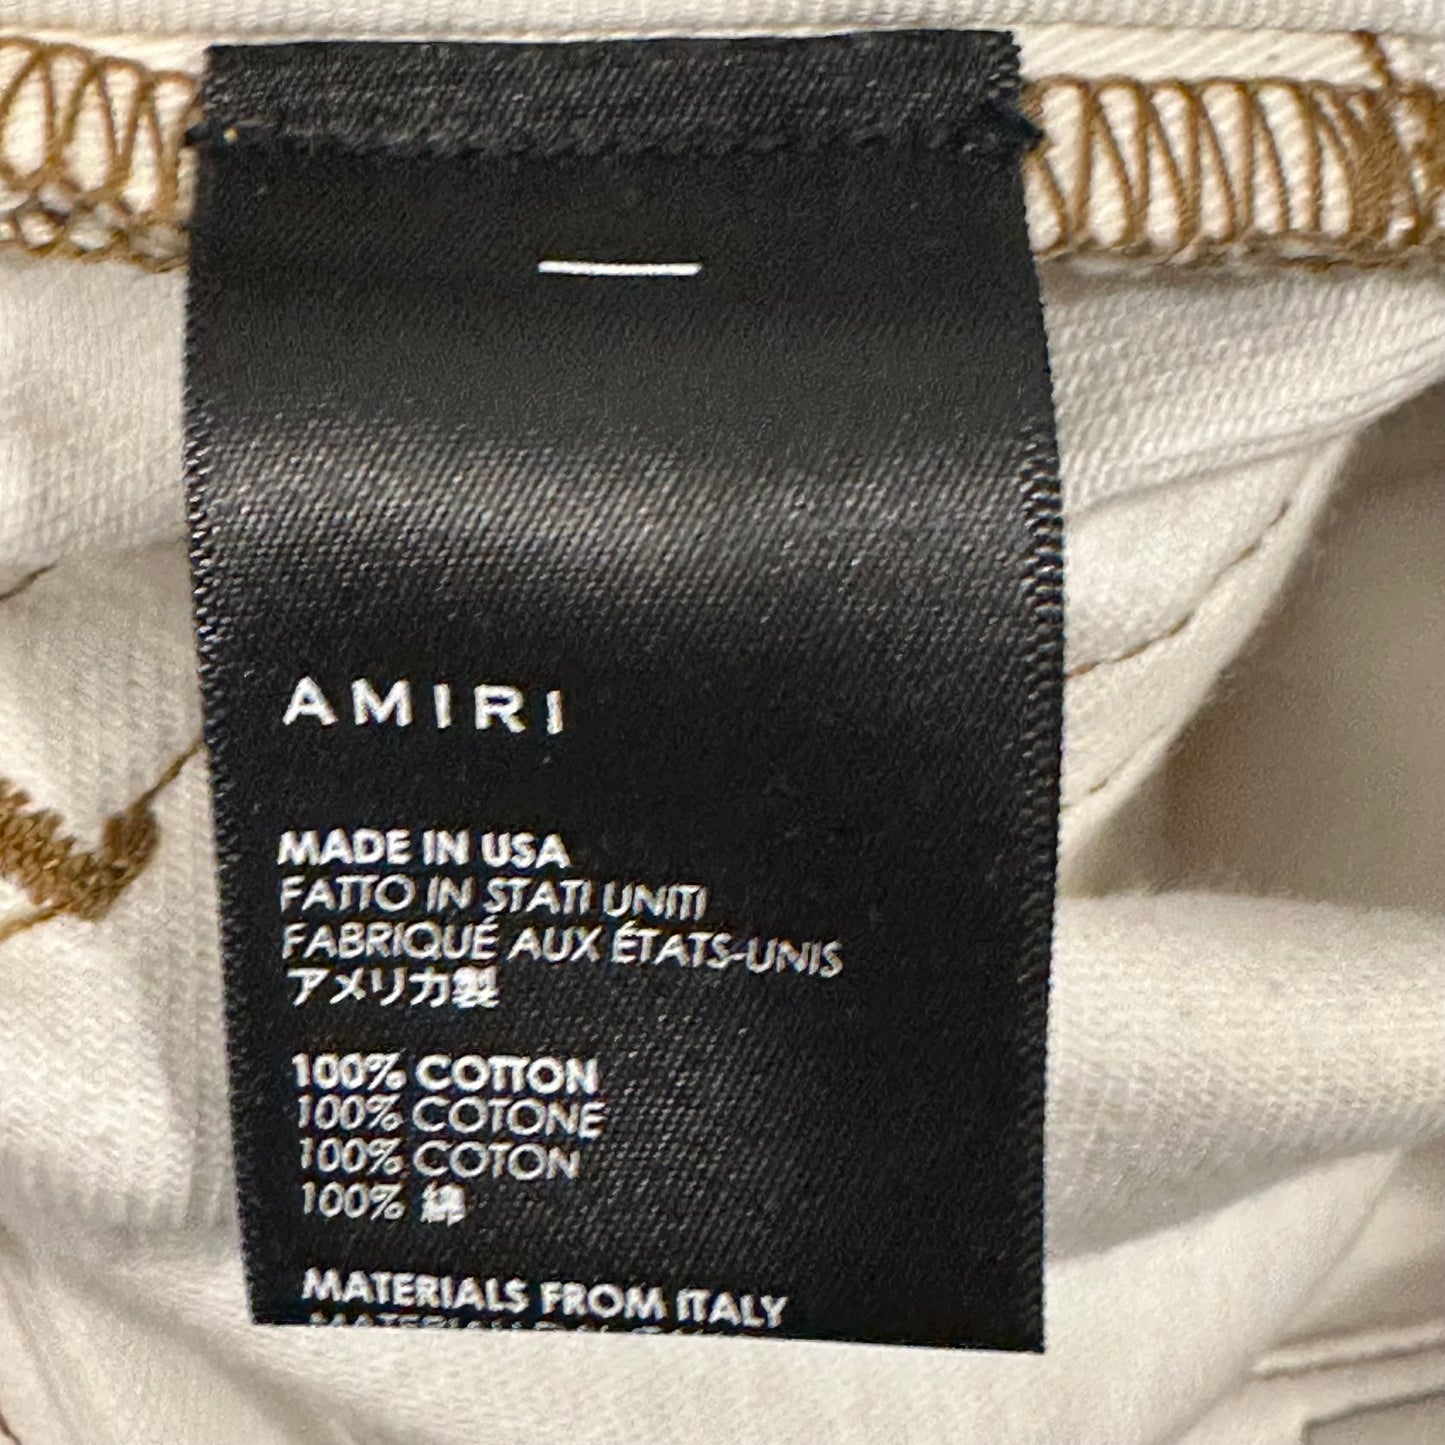 AMIRI
MADE IN USA
FATTO IN STATI UNITI
FABRIQUÉ AUX ÉTATS-UNIS
アメリカ製
100% COTTON
100% COTONE
100% COTON
100% 綿
MATERIALS FROM ITALY